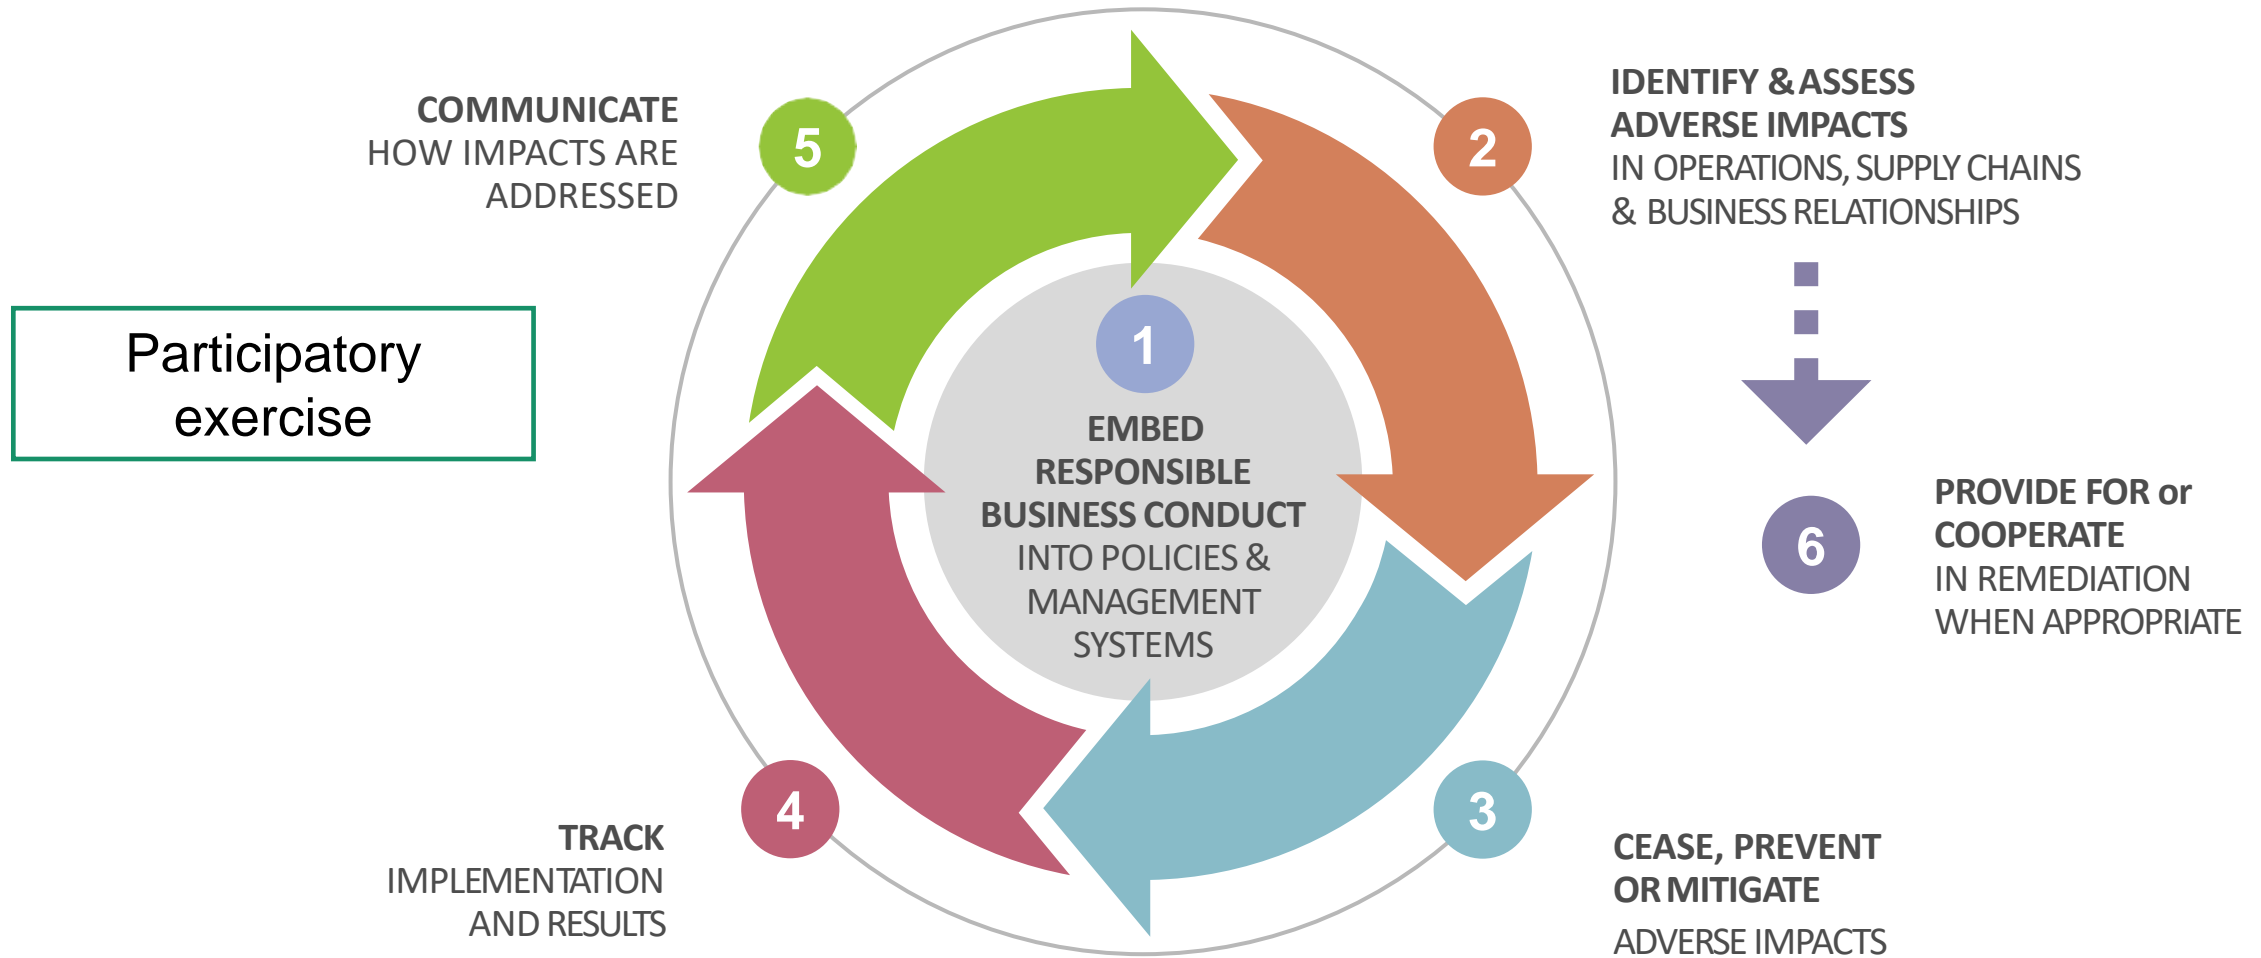 COMMUNICATE
HOW IMPACTS ARE
ADDRESSED
5
2
IDENTIFY & ASSESS
ADVERSE IMPACTS
IN OPERATIONS, SUPPLY CHAINS
& BUSINESS RELATIONSHIPS
Participatory
exercise
1
EMBED
RESPONSIBLE
BUSINESS CONDUCT
INTO POLICIES &
MANAGEMENT
SYSTEMS
6
PROVIDE FOR or
COOPERATE
IN REMEDIATION
WHEN APPROPRIATE
4
TRACK
IMPLEMENTATION
AND RESULTS
3
CEASE, PREVENT
OR MITIGATE
ADVERSE IMPACTS